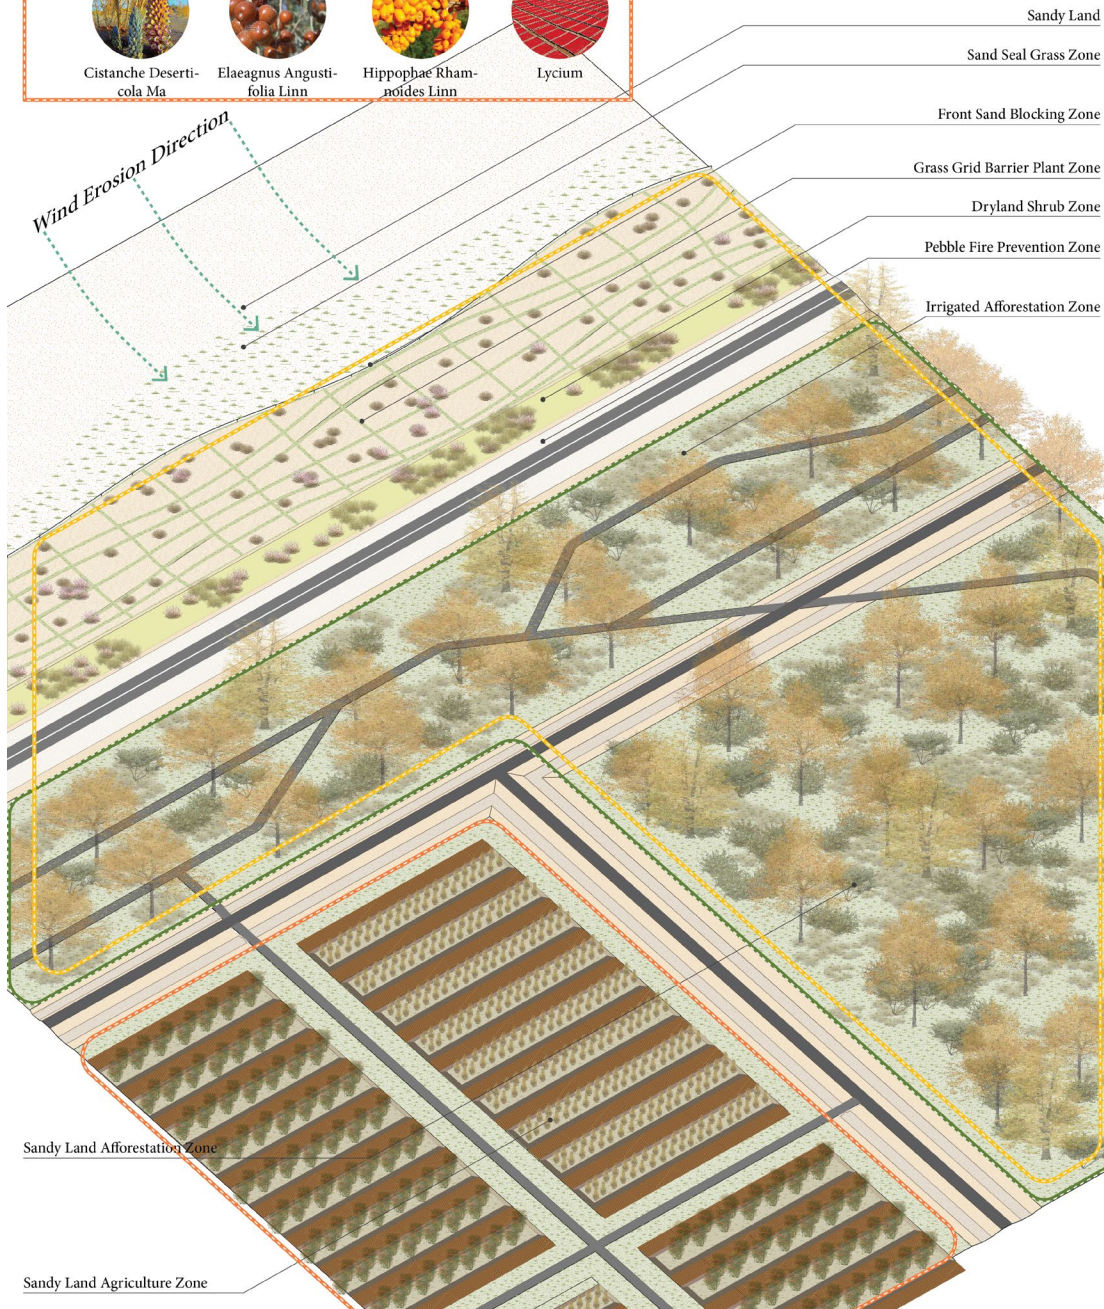 Cistanche Deserti-
cola Ma
Elaeagnus Angusti-
folia Linn
Hippophae Rham-
noides Linn
Lycium
Sandy Land
Sand Seal Grass Zone
Front Sand Blocking Zone
Grass Grid Barrier Plant Zone
Dryland Shrub Zone
Pebble Fire Prevention Zone
Irrigated Afforestation Zone
Wind Erosion Direction
Sandy Land Afforestation Zone
Sandy Land Agriculture Zone